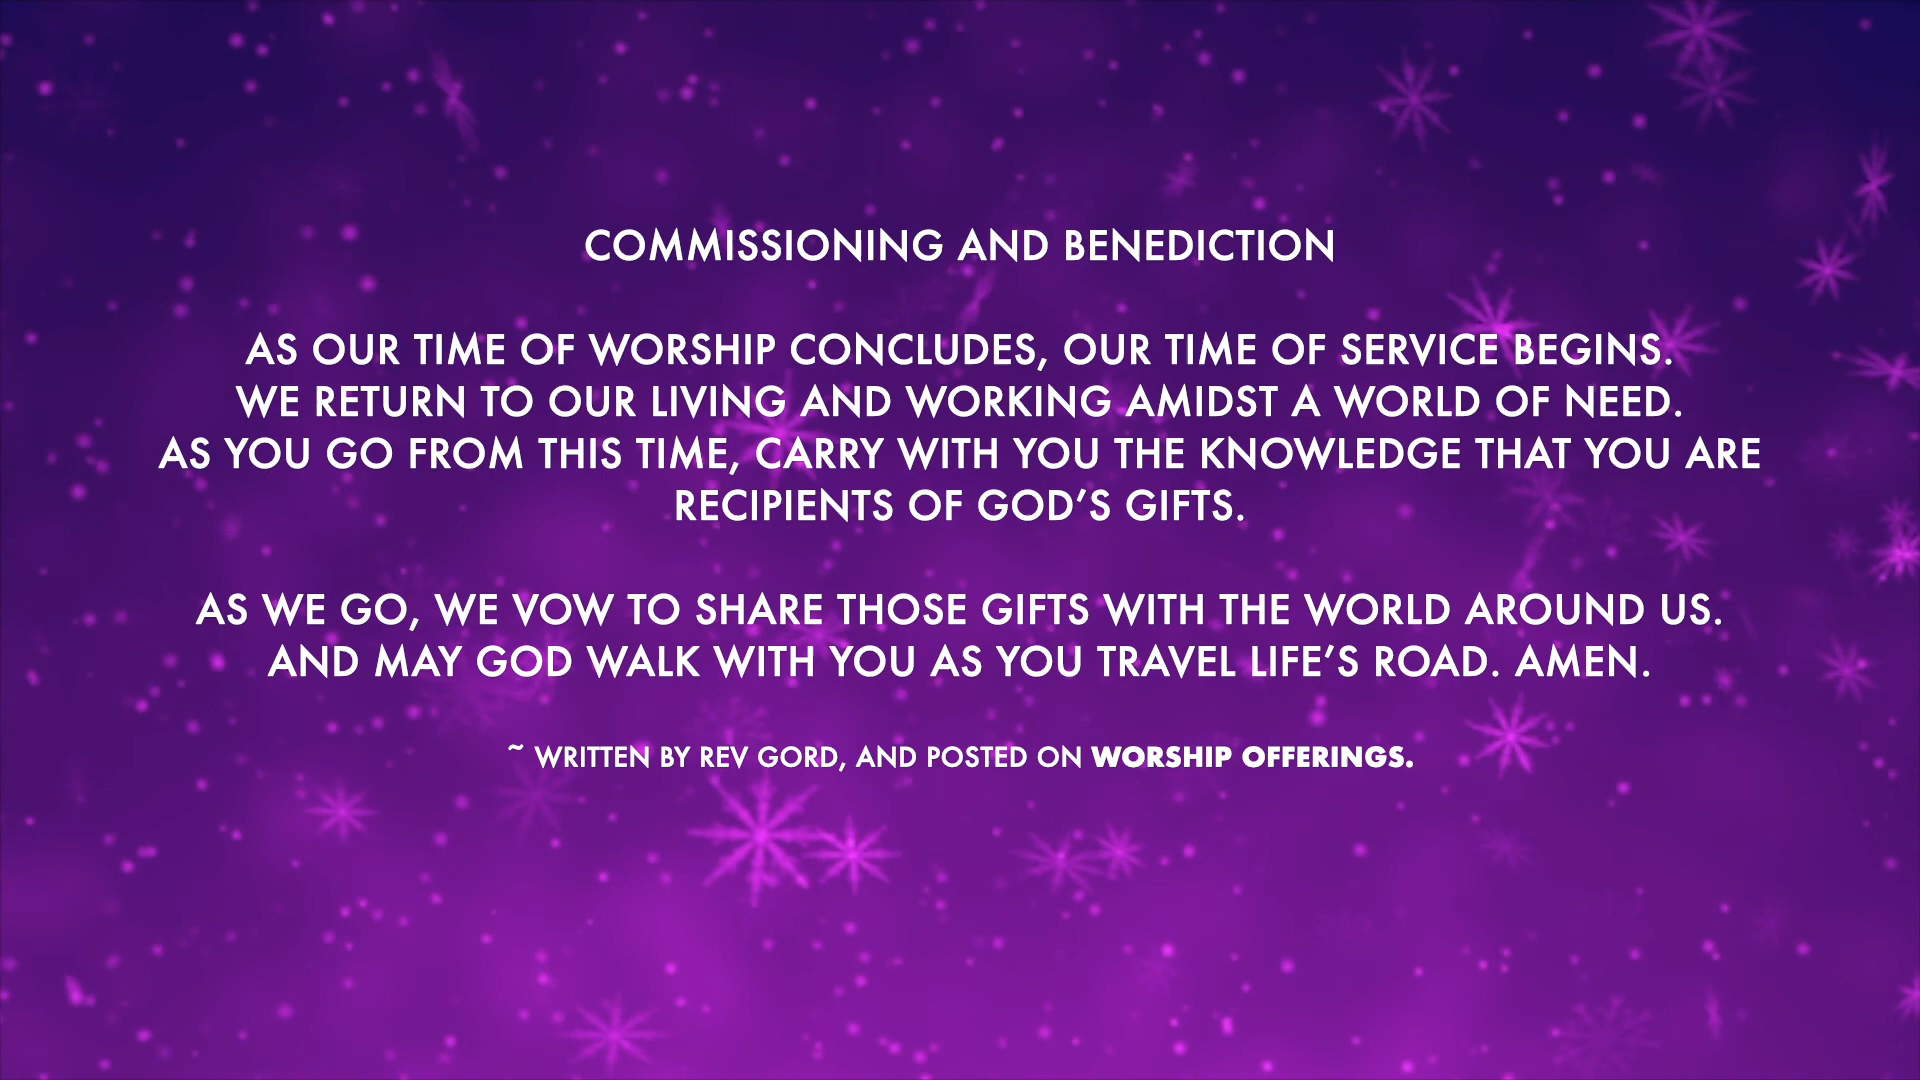 COMMISSIONING AND BENEDICTION
AS OUR TIME OF WORSHIP CONCLUDES, OUR TIME OF SERVICE BEGINS.
WE RETURN TO OUR LIVING AND WORKING AMIDST A WORLD OF NEED.
AS YOU GO FROM THIS TIME, CARRY WITH YOU THE KNOWLEDGE THAT YOU ARE
RECIPIENTS OF GOD’S GIFTS.
AS WE GO, WE VOW TO SHARE THOSE GIFTS WITH THE WORLD AROUND US.
AND MAY GOD WALK WITH YOU AS YOU TRAVEL LIFE’S ROAD. AMEN.
~ WRITTEN BY REV GORD, AND POSTED ON WORSHIP OFFERINGS.